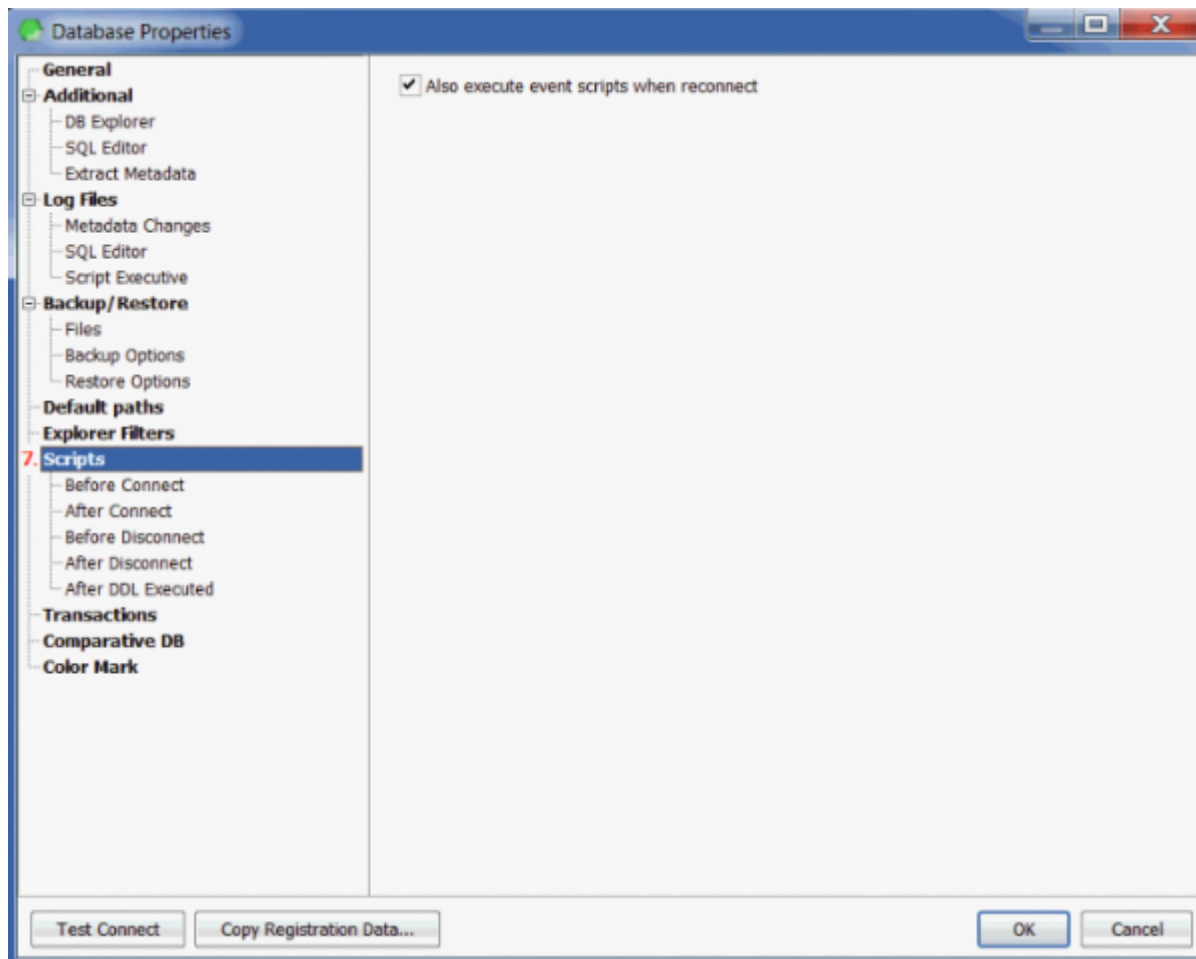 Database Properties
General
Additional
DB Explorer
SQL Editor
Extract Metadata
Log Files
Metadata Changes
SQL Editor
Script Executive
Backup/Restore
Files
Backup Options
Restore Options
Default paths
Explorer Filters
7. Scripts
Before Connect
After Connect
Before Disconnect
After Disconnect
After DDL Executed
Transactions
Comparative DB
Color Mark
Also execute event scripts when reconnect
Test Connect
Copy Registration Data...
OK
Cancel